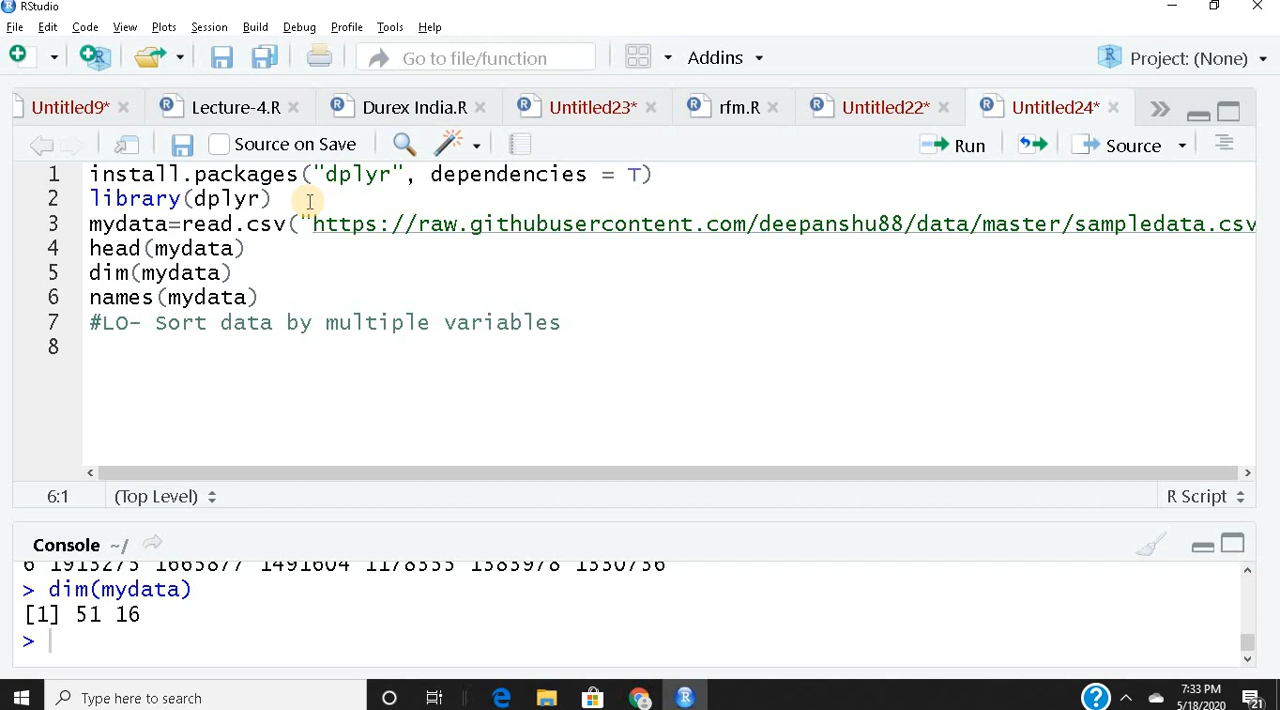 RStudio
File Edit Code View Plots Session Build Debug Profile Tools Help
Go to file/function Addins Project: (None)
Untitled9* Lecture-4.R Durex India.R Untitled23* rfm.R Untitled22* Untitled24*
Source on Save Run Source
1 install.packages("dplyr", dependencies = T)
2 library(dplyr)
3 mydata=read.csv("https://raw.githubusercontent.com/deepanshu88/data/master/sampledata.csv
4 head(mydata)
5 dim(mydata)
6 names(mydata)
7 #LO- Sort data by multiple variables
8
6:1 (Top Level) R Script
Console ~/
> dim(mydata)
[1] 51 16
>
Type here to search 7:33 PM
5/18/2020 21